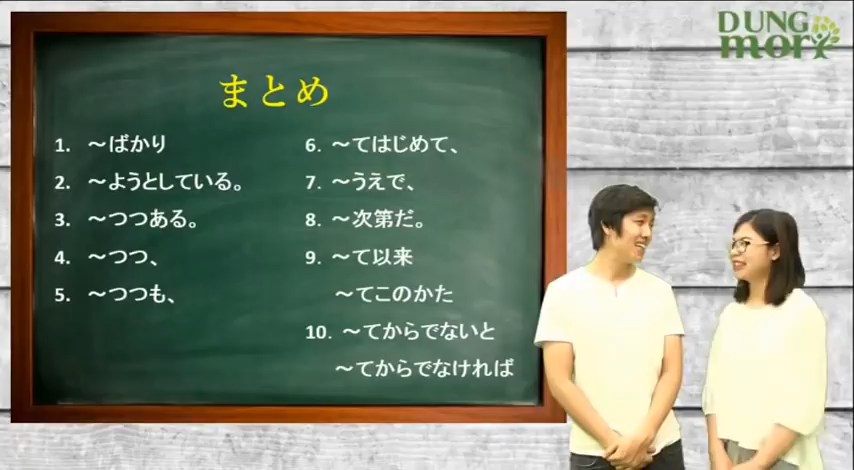 DUNG
mori
まとめ
1. ～ばかり
2. ～ようとしている。
3. ～つつある。
4. ～つつ、
5. ～つつも、
6. ～てはじめて、
7. ～うえで、
8. ～次第だ。
9. ～て以来
～てこのかた
10. ～てからでないと
～てからでなければ